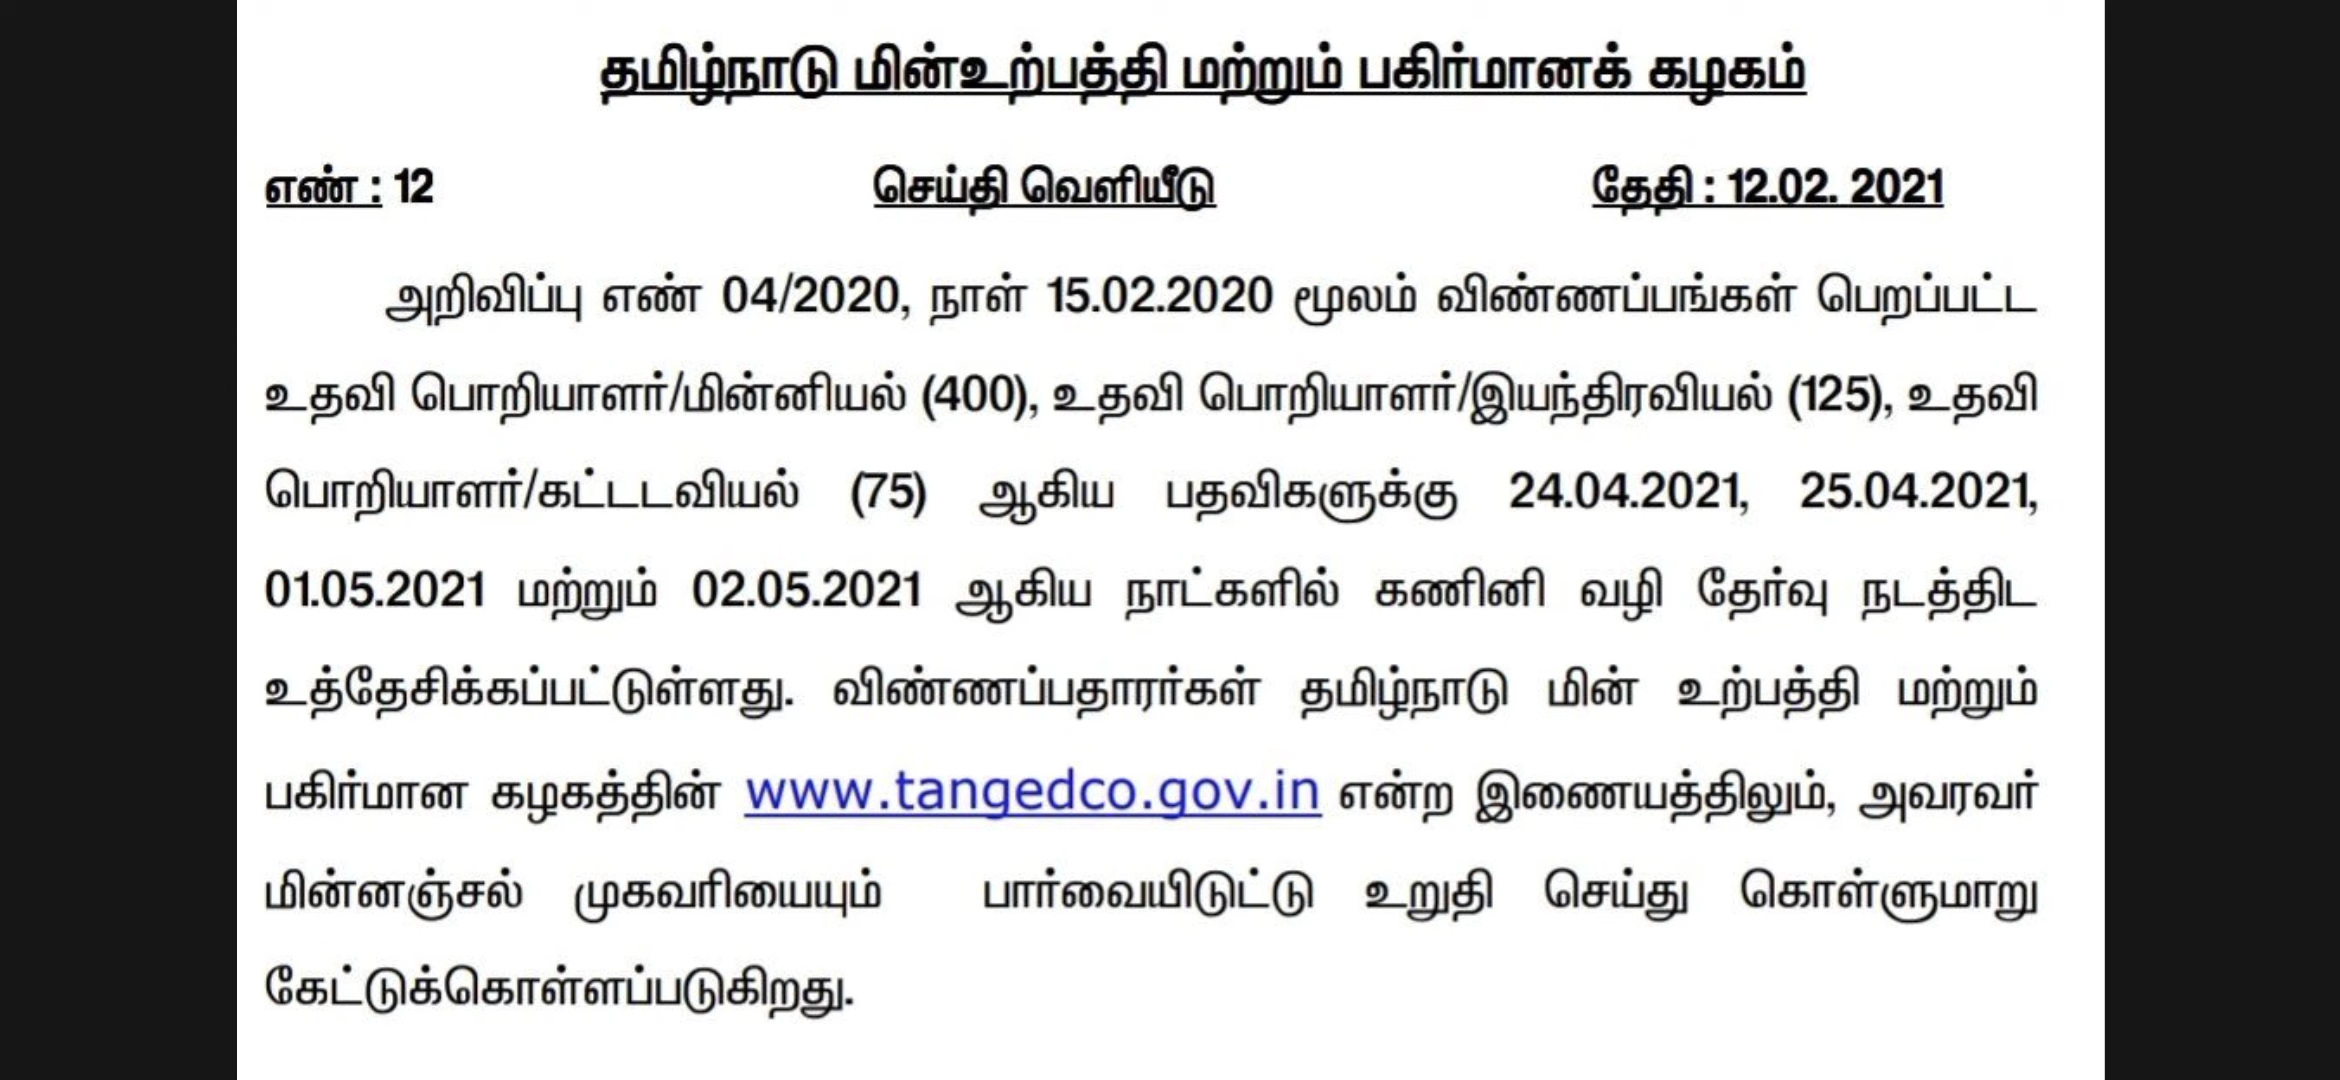 தமிழ்நாடு மின்உற்பத்தி மற்றும் பகிர்மானக் கழகம்
எண் : 12 செய்தி வெளியீடு தேதி : 12.02. 2021
அறிவிப்பு எண் 04/2020, நாள் 15.02.2020 மூலம் விண்ணப்பங்கள் பெறப்பட்ட
உதவி பொறியாளர்/மின்னியல் (400), உதவி பொறியாளர்/இயந்திரவியல் (125), உதவி
பொறியாளர்/கட்டடவியல் (75) ஆகிய பதவிகளுக்கு 24.04.2021, 25.04.2021,
01.05.2021 மற்றும் 02.05.2021 ஆகிய நாட்களில் கணினி வழி தேர்வு நடத்திட
உத்தேசிக்கப்பட்டுள்ளது. விண்ணப்பதாரர்கள் தமிழ்நாடு மின் உற்பத்தி மற்றும்
பகிர்மான கழகத்தின் www.tangedco.gov.in என்ற இணையத்திலும், அவரவர்
மின்னஞ்சல் முகவரியையும் பார்வையிடுட்டு உறுதி செய்து கொள்ளுமாறு
கேட்டுக்கொள்ளப்படுகிறது.